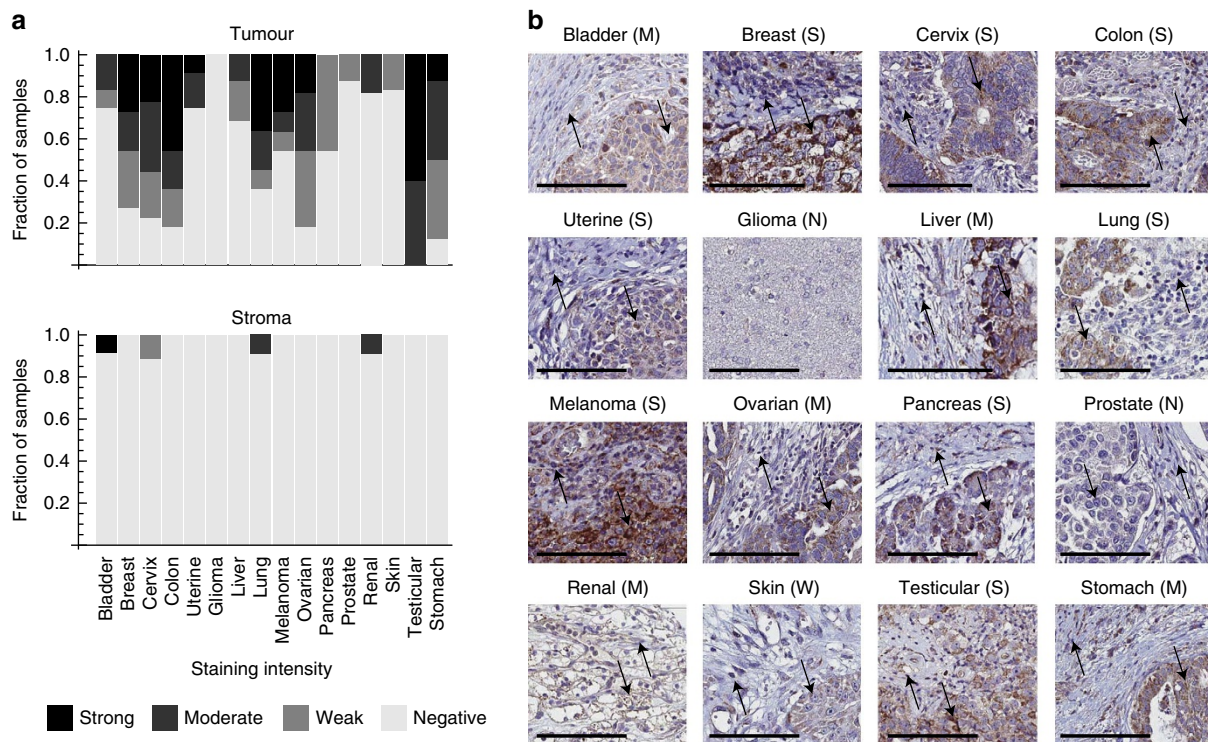 a
Tumour
Fraction of samples
1.0
0.8
0.6
0.4
0.2
Stroma
Fraction of samples
1.0
0.8
0.6
0.4
0.2
Bladder
Breast
Cervix
Colon
Uterine
Glioma
Liver
Lung
Melanoma
Ovarian
Pancreas
Prostate
Renal
Skin
Testicular
Stomach
Staining intensity
Strong Moderate Weak Negative
b
Bladder (M) Breast (S) Cervix (S) Colon (S)
Uterine (S) Glioma (N) Liver (M) Lung (S)
Melanoma (S) Ovarian (M) Pancreas (S) Prostate (N)
Renal (M) Skin (W) Testicular (S) Stomach (M)